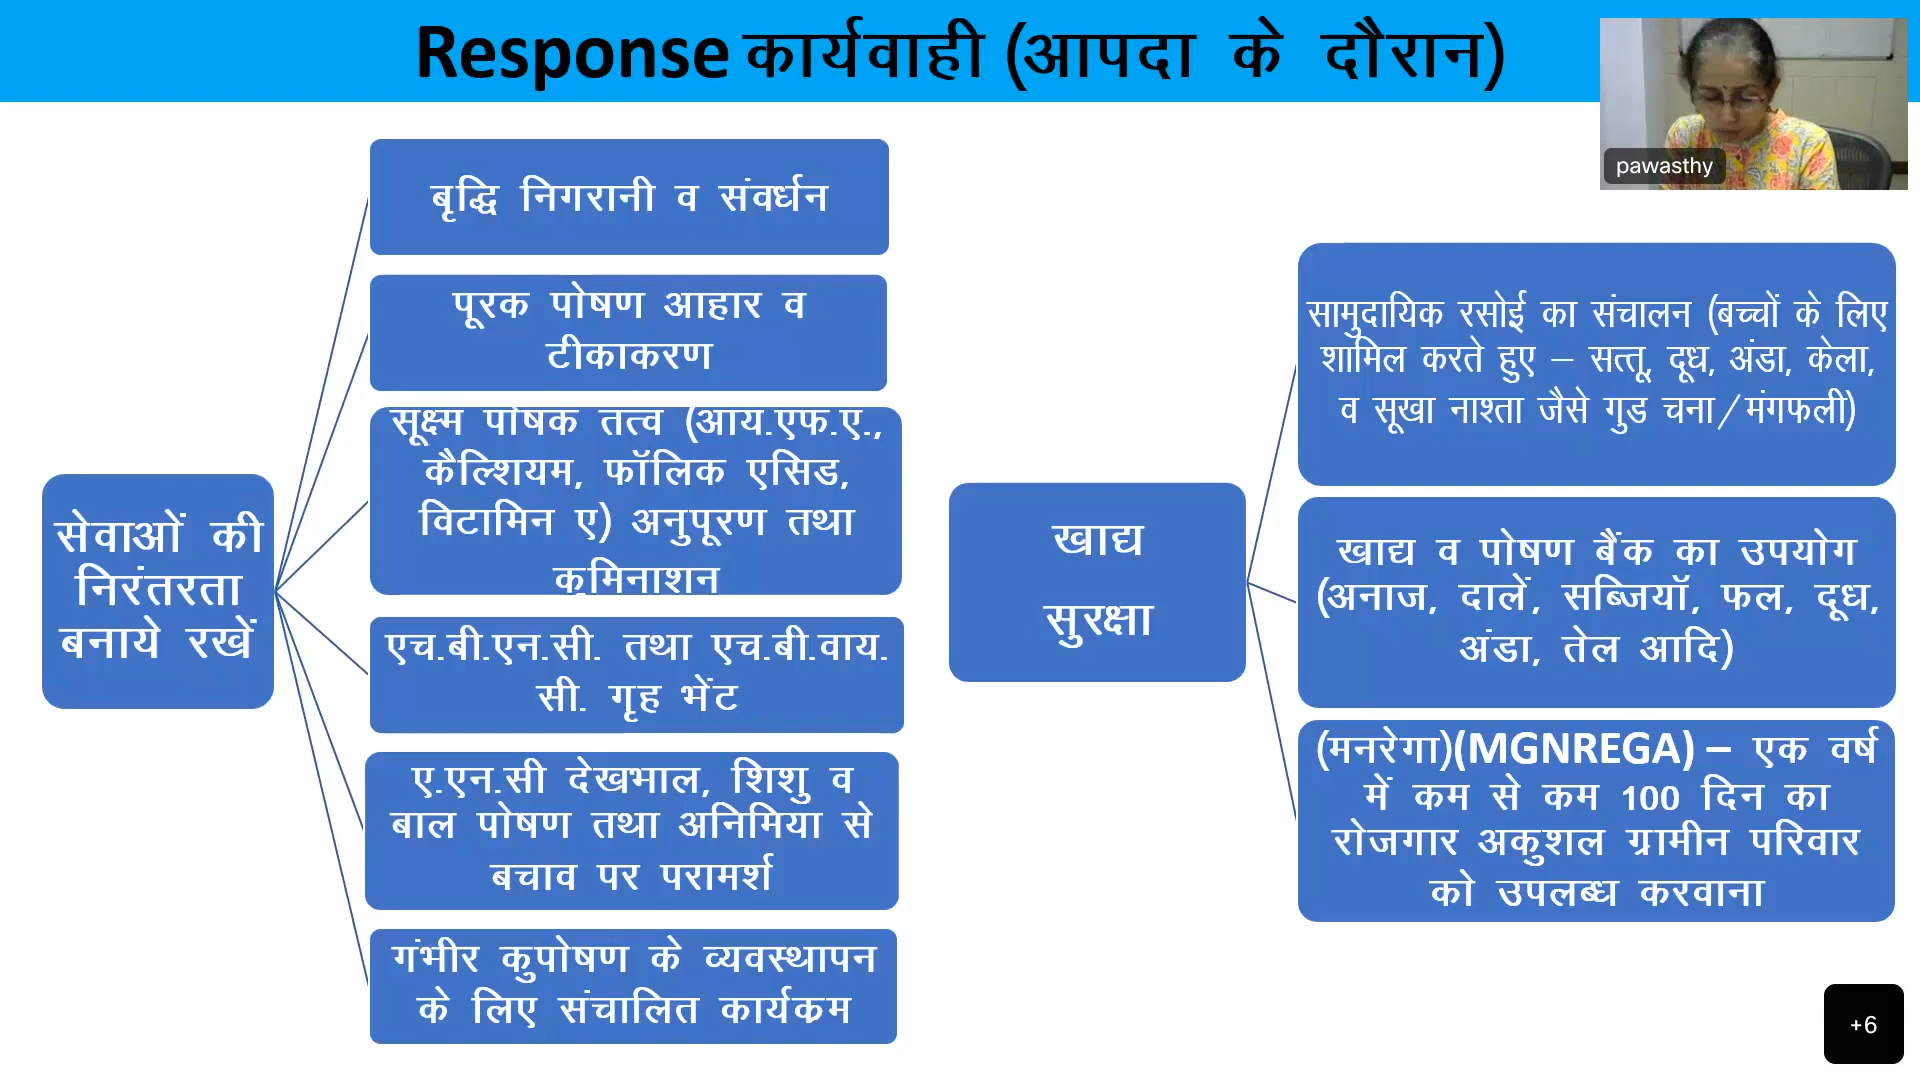 Response कार्यवाही (आपदा के दौरान)
pawasthy
सेवाओं की
निरंतरता
बनाये रखें
बृद्धि निगरानी व संवर्धन
पूरक पोषण आहार व
टीकाकरण
सूक्ष्म पोषक तत्व (आय.एफ.ए.,
कैल्शियम, फॉलिक एसिड,
विटामिन ए) अनुपूरण तथा
कृमिनाशन
एच.बी.एन.सी. तथा एच.बी.वाय.
सी. गृह भेंट
ए.एन.सी देखभाल, शिशु व
बाल पोषण तथा अनिमिया से
बचाव पर परामर्श
गंभीर कुपोषण के व्यवस्थापन
के लिए संचालित कार्यक्रम
खाद्य
सुरक्षा
सामुदायिक रसोई का संचालन (बच्चों के लिए
शामिल करते हुए – सत्तू, दूध, अंडा, केला,
व सूखा नाश्ता जैसे गुड चना/मंगफली)
खाद्य व पोषण बैंक का उपयोग
(अनाज, दालें, सब्जियॉ, फल, दूध,
अंडा, तेल आदि)
(मनरेगा)(MGNREGA) – एक वर्ष
में कम से कम 100 दिन का
रोजगार अकुशल ग्रामीन परिवार
को उपलब्ध करवाना
+6